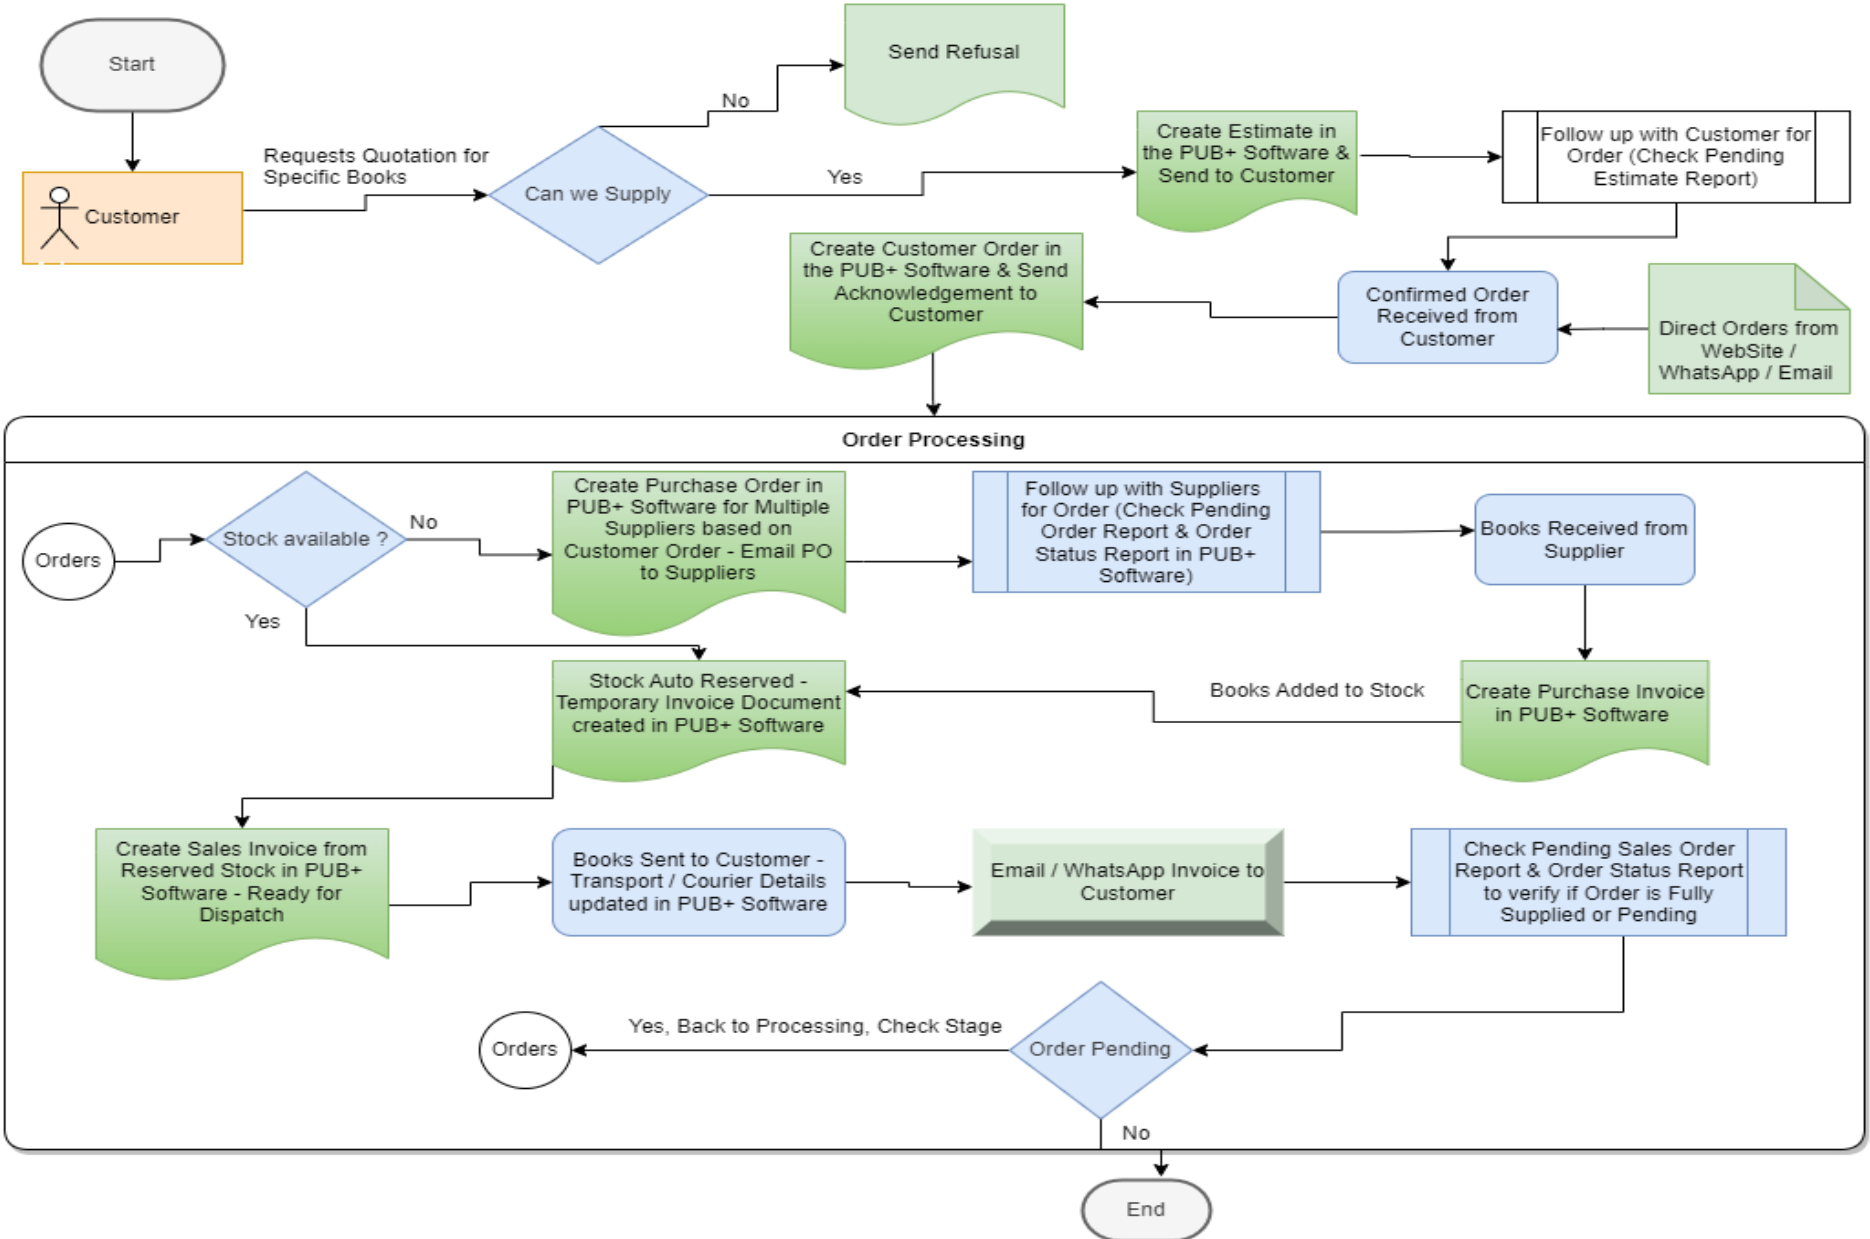 Start
Send Refusal
No
Requests Quotation for
Specific Books
Customer
Can we Supply
Yes
Create Estimate in
the PUB+ Software &
Send to Customer
Follow up with Customer for
Order (Check Pending
Estimate Report)
Create Customer Order in
the PUB+ Software & Send
Acknowledgement to
Customer
Confirmed Order
Received from
Customer
Direct Orders from
WebSite /
WhatsApp / Email
Order Processing
Orders
Stock available ?
No
Yes
Create Purchase Order in
PUB+ Software for Multiple
Suppliers based on
Customer Order - Email PO
to Suppliers
Follow up with Suppliers
for Order (Check Pending
Order Report & Order
Status Report in PUB+
Software)
Books Received from
Supplier
Stock Auto Reserved -
Temporary Invoice Document
created in PUB+ Software
Books Added to Stock
Create Purchase Invoice
in PUB+ Software
Create Sales Invoice from
Reserved Stock in PUB+
Software - Ready for
Dispatch
Books Sent to Customer -
Transport / Courier Details
updated in PUB+ Software
Email / WhatsApp Invoice to
Customer
Check Pending Sales Order
Report & Order Status Report
to verify if Order is Fully
Supplied or Pending
Orders
Yes, Back to Processing, Check Stage
Order Pending
No
End